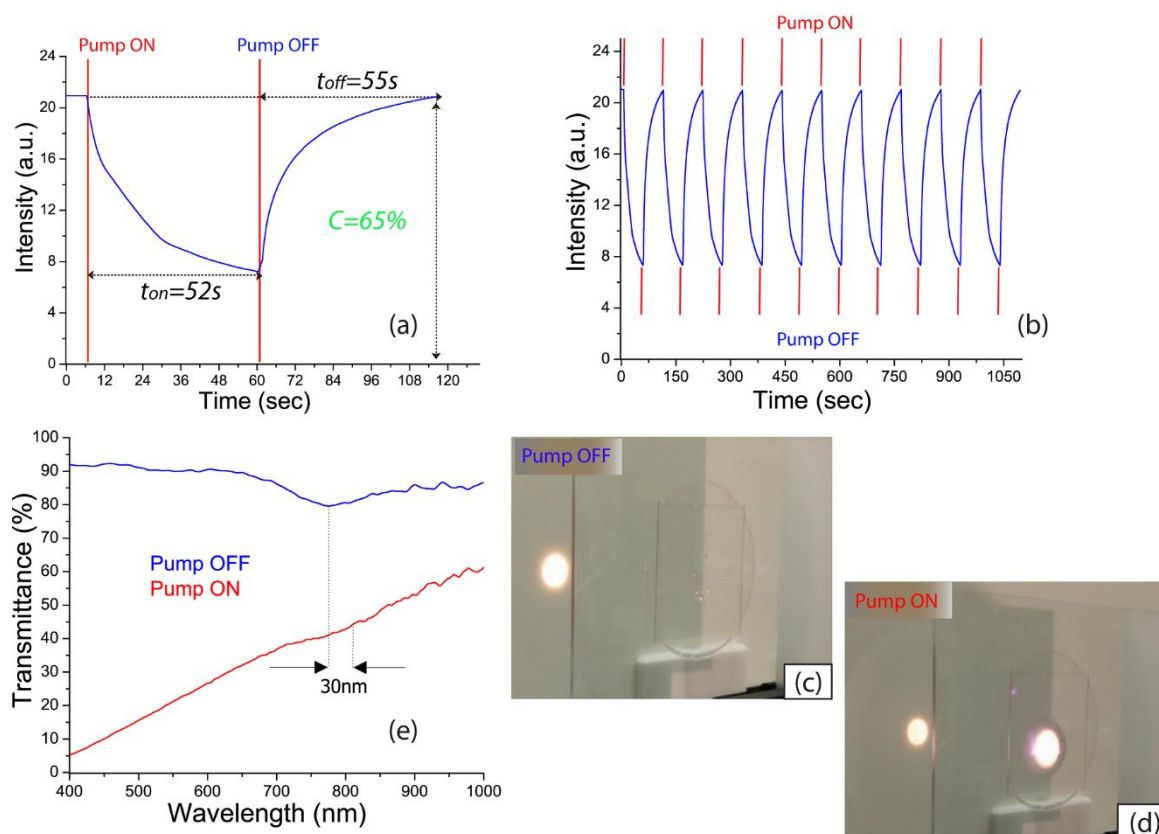 Pump ON
Pump OFF
24
20
16
12
8
4
0
Intensity (a.u.)
toff=55s
C=65%
ton=52s
(a)
0 12 24 36 48 60 72 84 96 108 120
Time (sec)
Pump ON
24
20
16
12
8
4
0
Intensity (a.u.)
(b)
Pump OFF
0 150 300 450 600 750 900 1050
Time (sec)
100
90
80
70
60
50
40
30
20
10
0
Transmittance (%)
Pump OFF
Pump ON
30nm
(e)
400 500 600 700 800 900 1000
Wavelength (nm)
Pump OFF
(c)
Pump ON
(d)